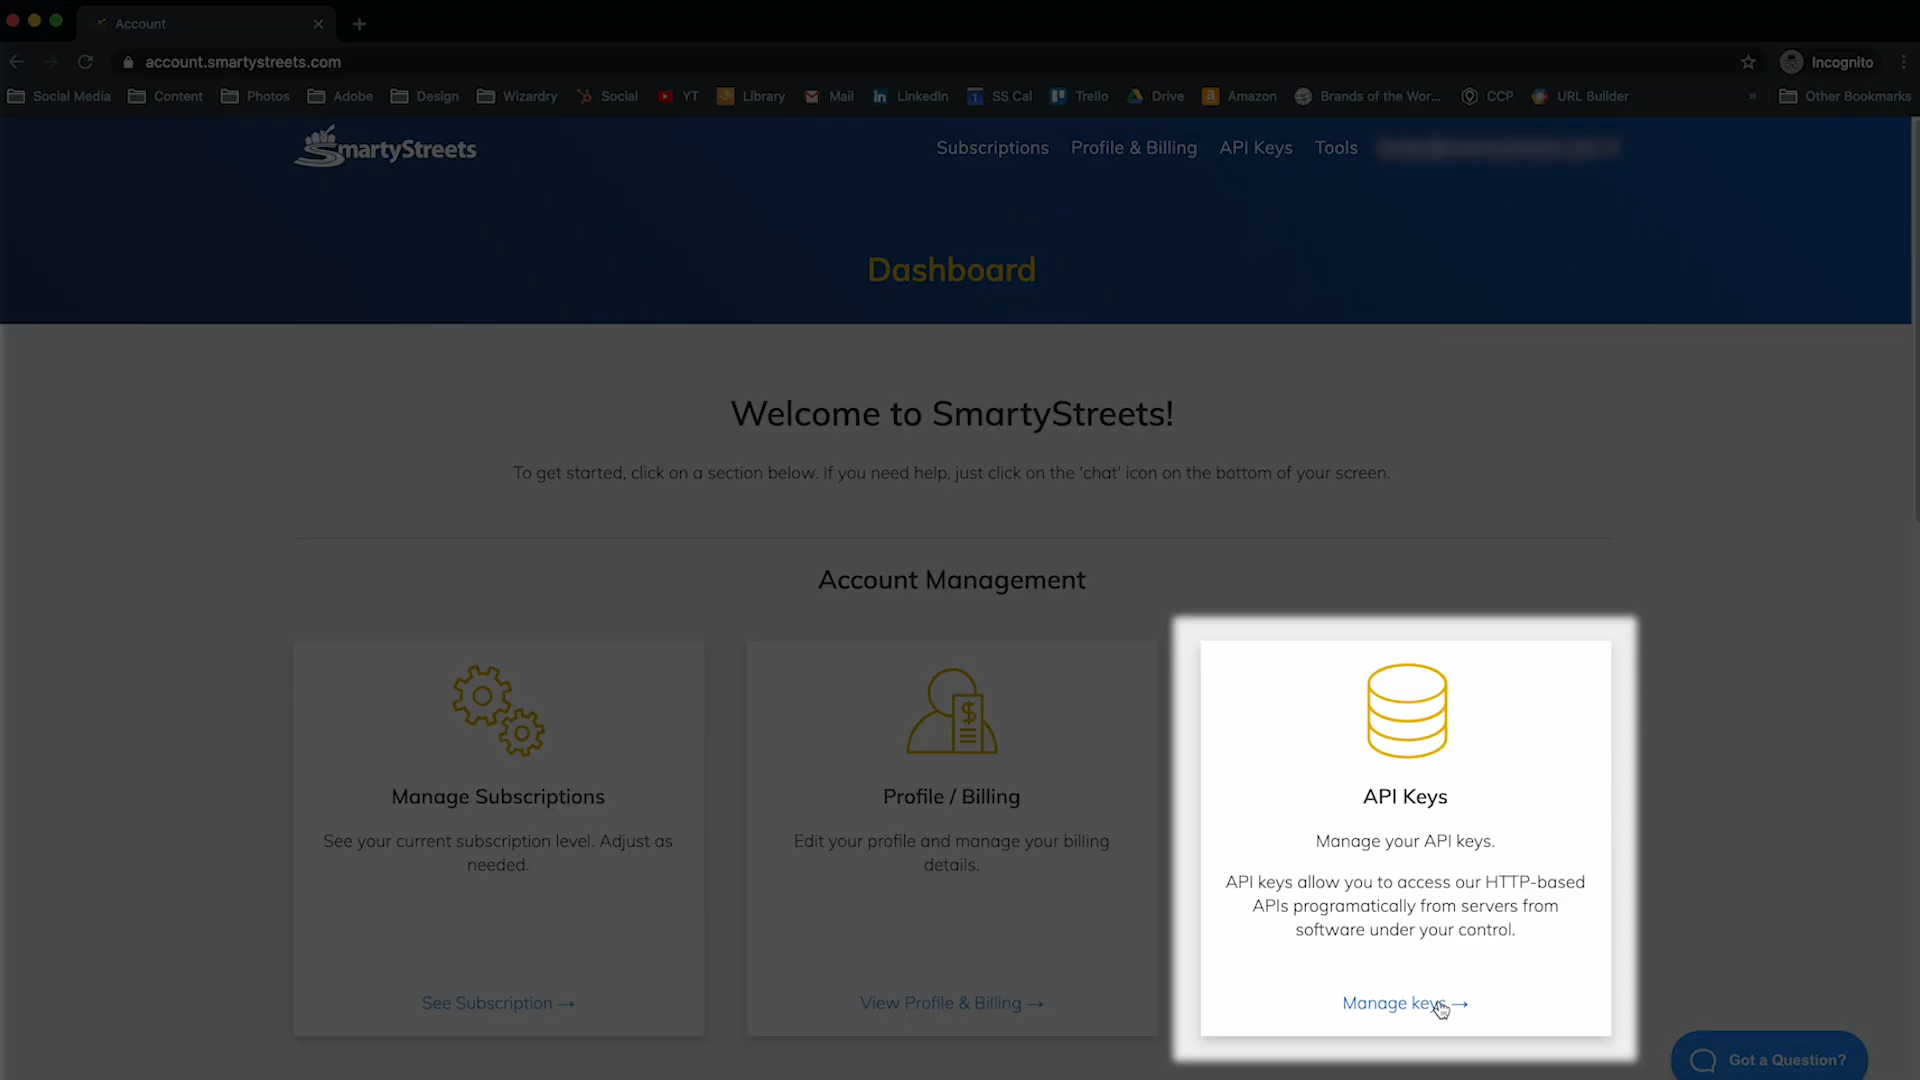 Account
account.smartystreets.com
Incognito
Social Media Content Photos Adobe Design Wizardry Social YT Library Mail LinkedIn SS Cal Trello Drive Amazon Brands of the Wor... CCP URL Builder » Other Bookmarks
SmartyStreets
Subscriptions Profile & Billing API Keys Tools
Dashboard
Welcome to SmartyStreets!
To get started, click on a section below. If you need help, just click on the 'chat' icon on the bottom of your screen.
Account Management
Manage Subscriptions
See your current subscription level. Adjust as
needed.
See Subscription →
Profile / Billing
Edit your profile and manage your billing
details.
View Profile & Billing →
API Keys
Manage your API keys.
API keys allow you to access our HTTP-based
APIs programatically from servers from
software under your control.
Manage keys →
Got a Question?